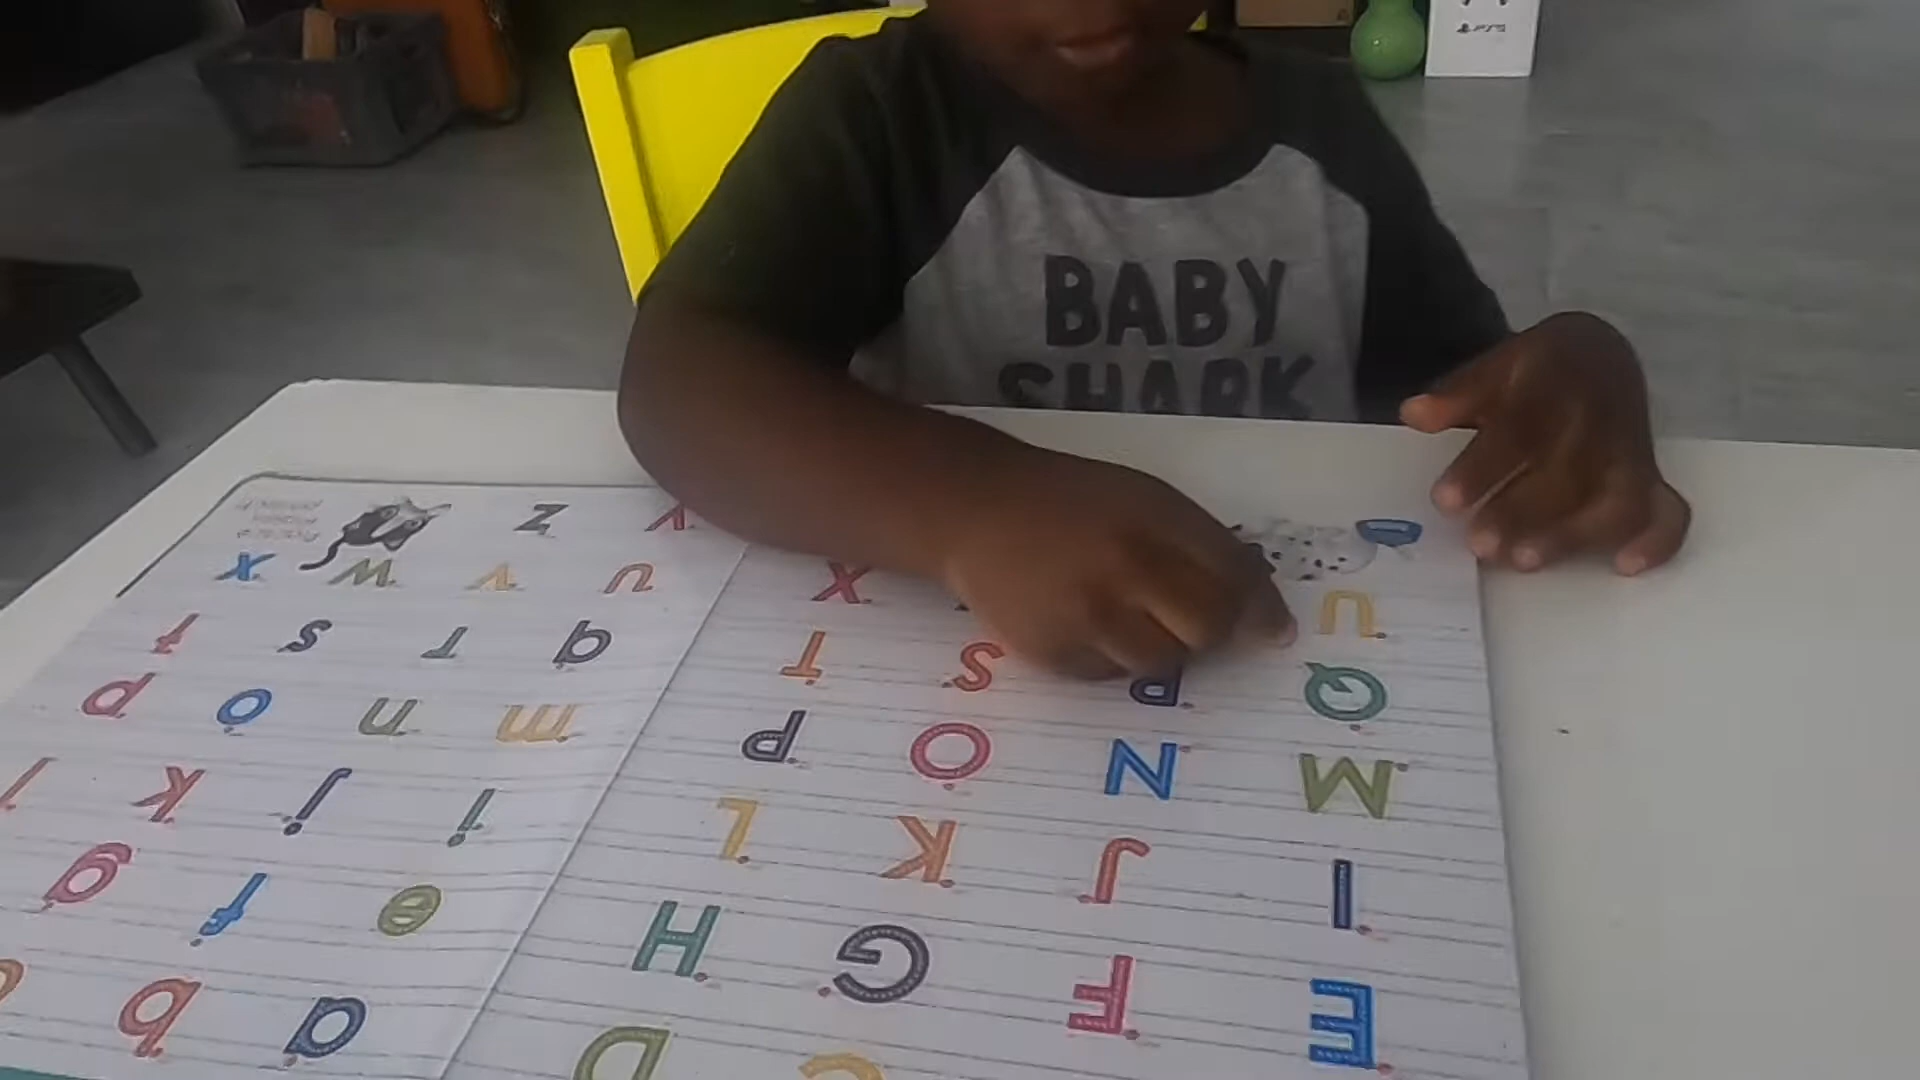 BABY
SHARK
C D
E F G H
I J K L
M N O P
Q R S T
U X
a b c
e f g
i j k l
m n o p
q r s t
u v w x
y z